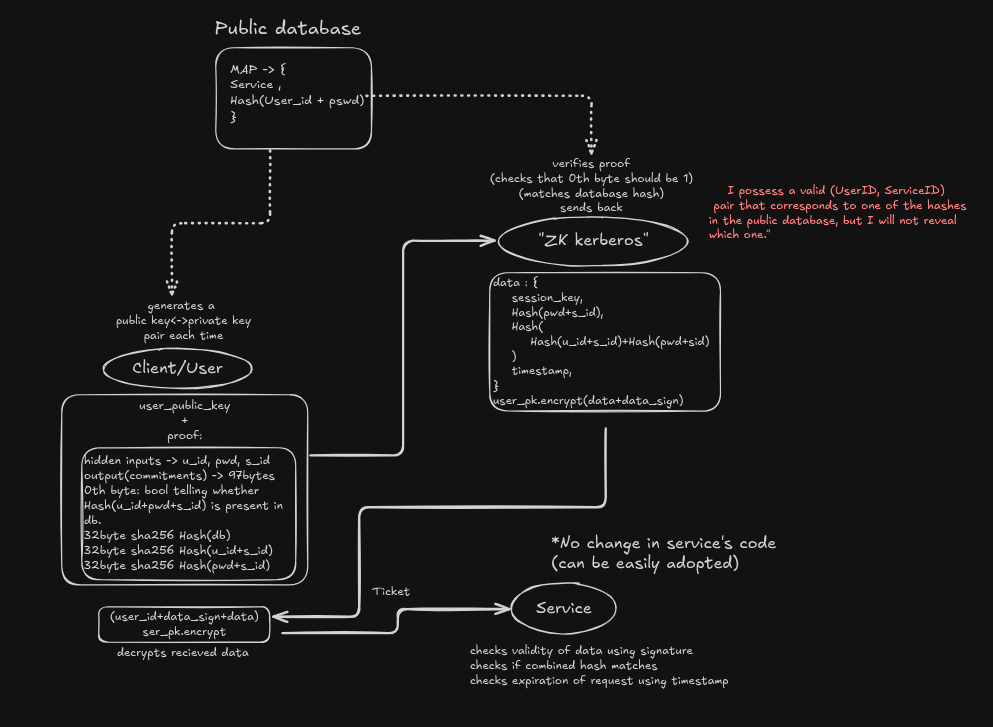 Public database
MAP -> {
Service ,
Hash(User_id + pswd)
}
verifies proof
(checks that 0th byte should be 1)
(matches database hash)
sends back
"ZK kerberos"
I possess a valid (UserID, ServiceID)
pair that corresponds to one of the hashes
in the public database, but I will not reveal
which one."
data : {
session_key,
Hash(pwd+s_id),
Hash(
Hash(u_id+s_id)+Hash(pwd+sid)
)
timestamp,
}
user_pk.encrypt(data+data_sign)
generates a
public key<->private key
pair each time
Client/User
user_public_key
+
proof:
hidden inputs -> u_id, pwd, s_id
output(commitments) -> 97bytes
0th byte: bool telling whether
Hash(u_id+pwd+s_id) is present in
db.
32byte sha256 Hash(db)
32byte sha256 Hash(u_id+s_id)
32byte sha256 Hash(pwd+s_id)
*No change in service's code
(can be easily adopted)
Ticket
Service
(user_id+data_sign+data)
ser_pk.encrypt
decrypts recieved data
checks validity of data using signature
checks if combined hash matches
checks expiration of request using timestamp